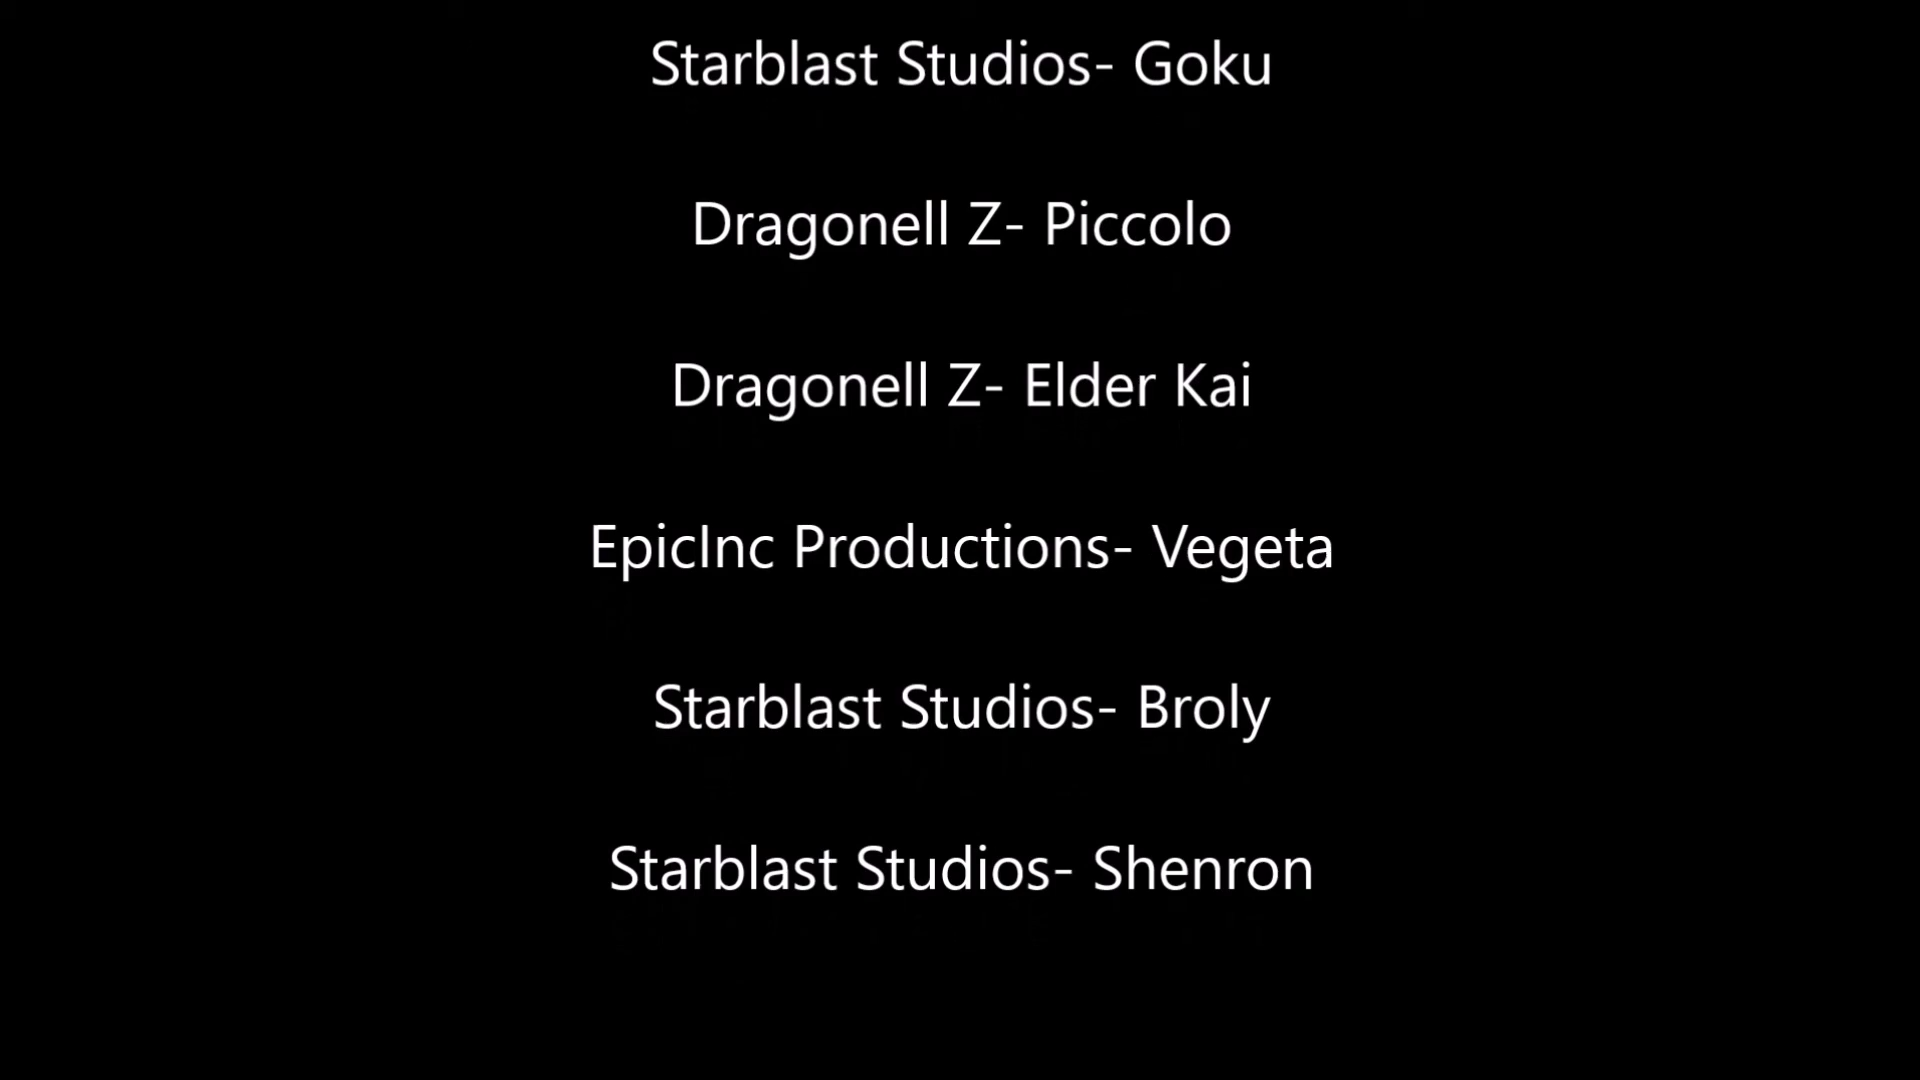 Starblast Studios- Goku
Dragonell Z- Piccolo
Dragonell Z- Elder Kai
EpicInc Productions- Vegeta
Starblast Studios- Broly
Starblast Studios- Shenron